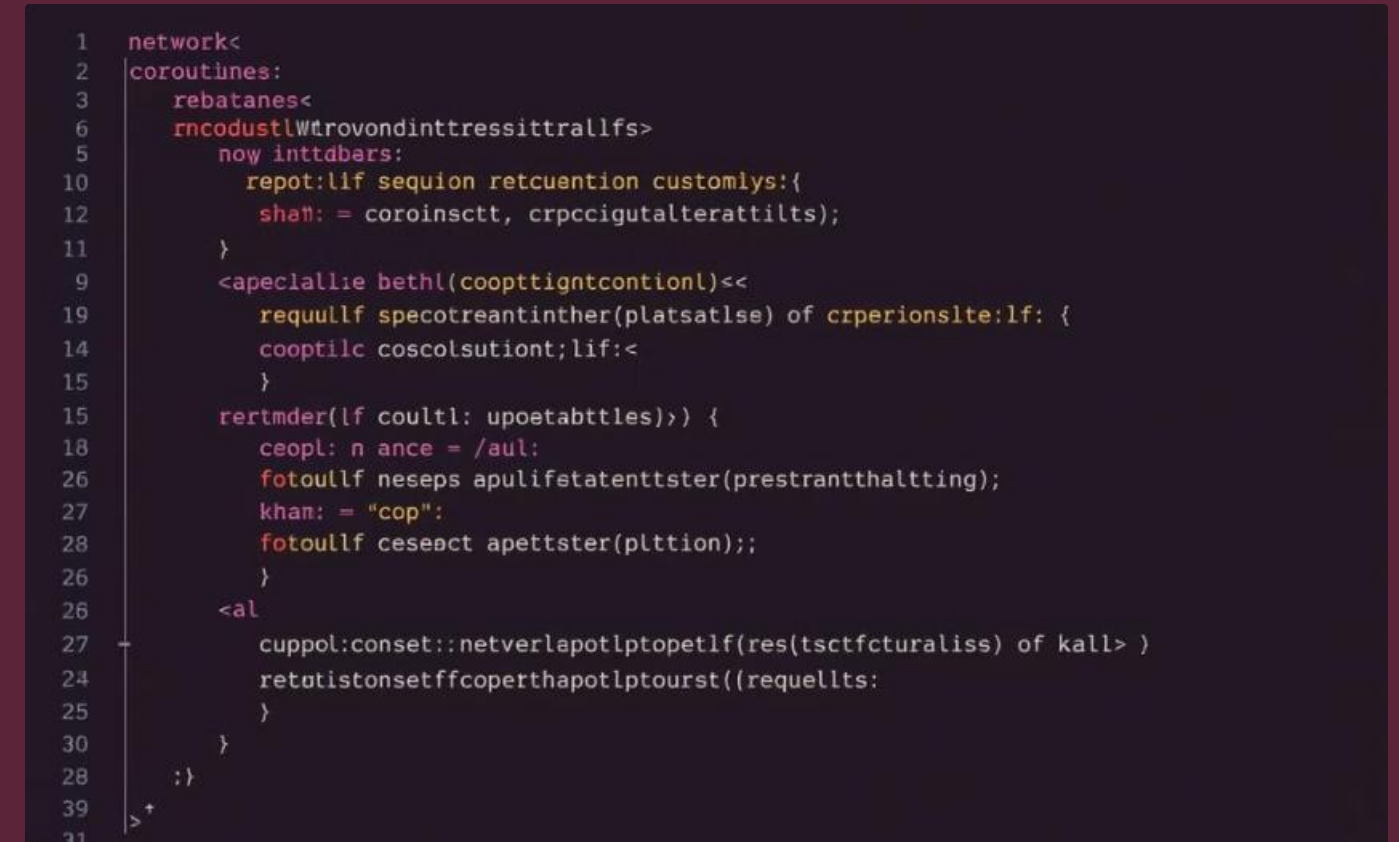 1 network<
2 coroutines:
3 rebatanes<
6 rncodustlWtrovondinttressittrallfs>
5 now inttdbars:
10 repot:lif sequion retcuention customlys:{
12 shan: = coroinsctt, crpccigutalterattilts);
11 }
9 <apeclallie bethl(coopttigntcontionl)<<
19 requullf specotreantinther(platsatlse) of crperionslte:lf: {
14 cooptilc coscolsutiont;lif:<
15 }
15 rertmder(lf coultl: upoetabttles)›) {
18 ceopl: n ance = /aul:
26 fotoullf neseps apulifstatenttster(prestrantthaltting);
27 khan: = “cop":
28 fotoullf cesenct apettster(plttion);;
26 }
26 <al
27 cuppol:conset::netverlapotlptopetlf(res(tsctfcturaliss) of kall> )
24 retutistonsetffcoperthapotlptourst((requellts:
25 }
30 }
28 :}
39 >
31